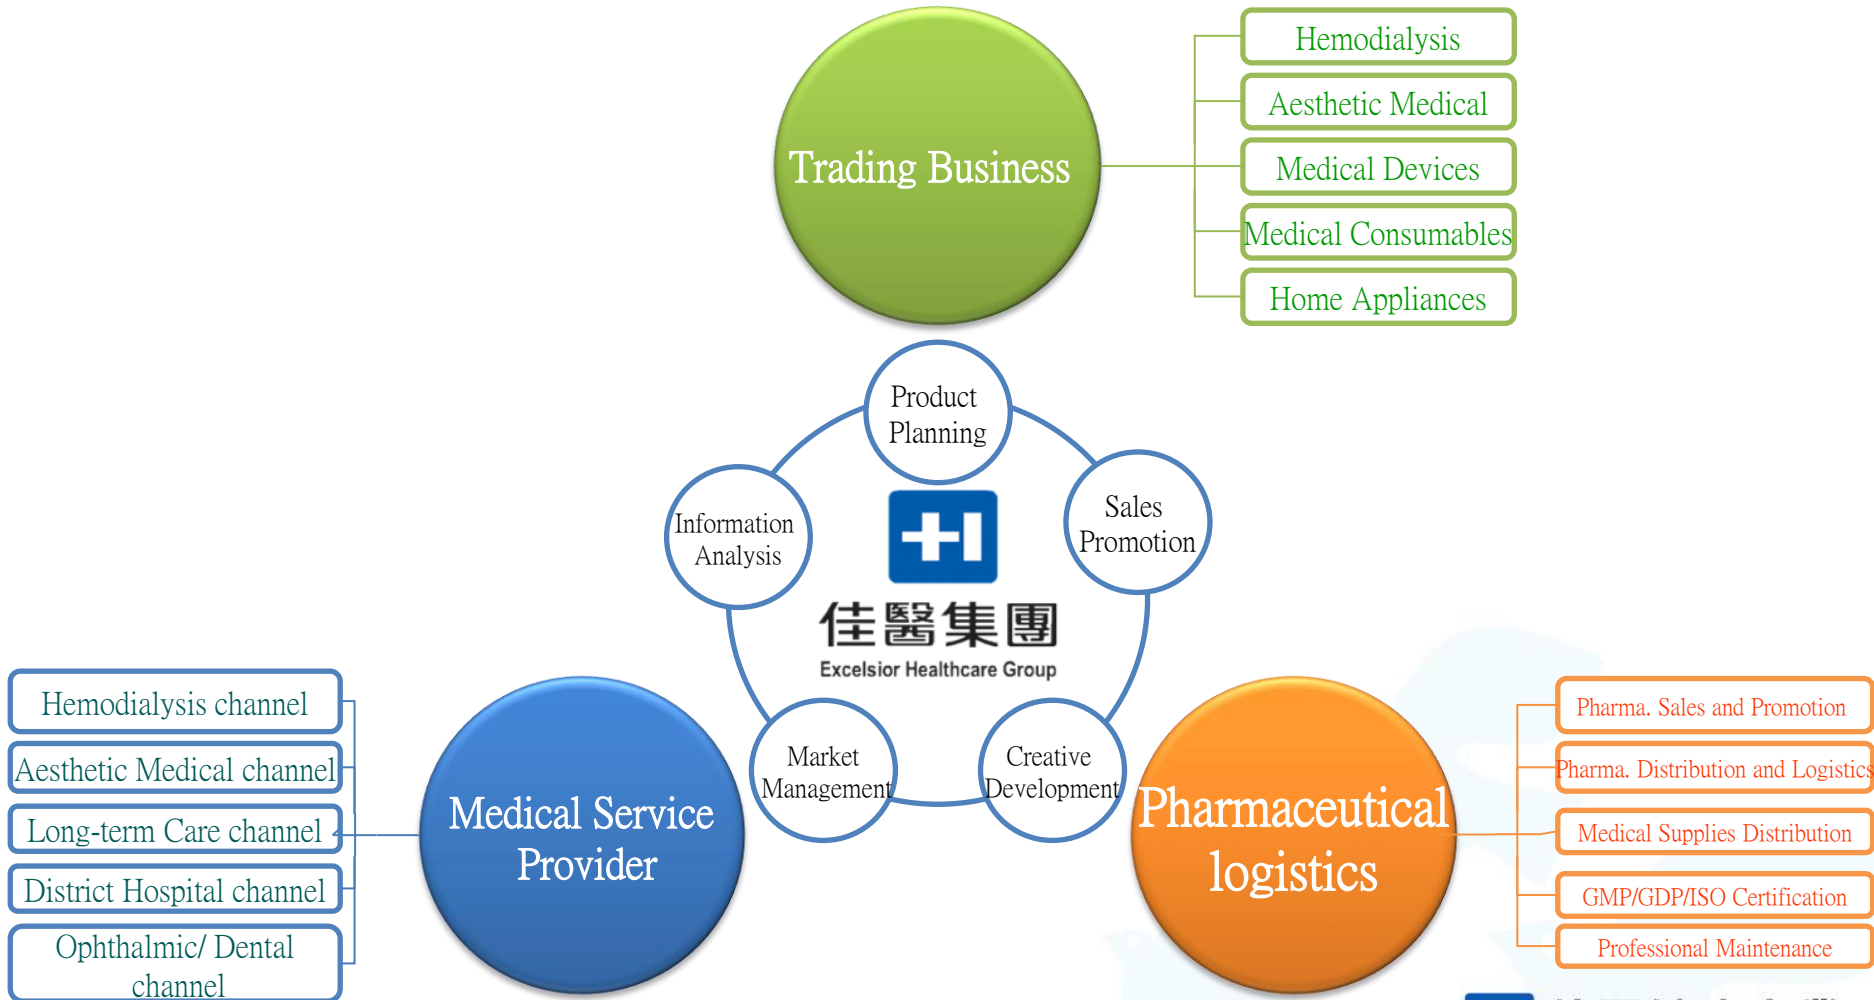 Trading Business
Hemodialysis
Aesthetic Medical
Medical Devices
Medical Consumables
Home Appliances
Product
Planning
Sales
Promotion
Information
Analysis
佳醫集團
Excelsior Healthcare Group
Market
Management
Creative
Development
Hemodialysis channel
Aesthetic Medical channel
Long-term Care channel
District Hospital channel
Ophthalmic/ Dental
channel
Medical Service
Provider
Pharmaceutical
logistics
Pharma. Sales and Promotion
Pharma. Distribution and Logistics
Medical Supplies Distribution
GMP/GDP/ISO Certification
Professional Maintenance